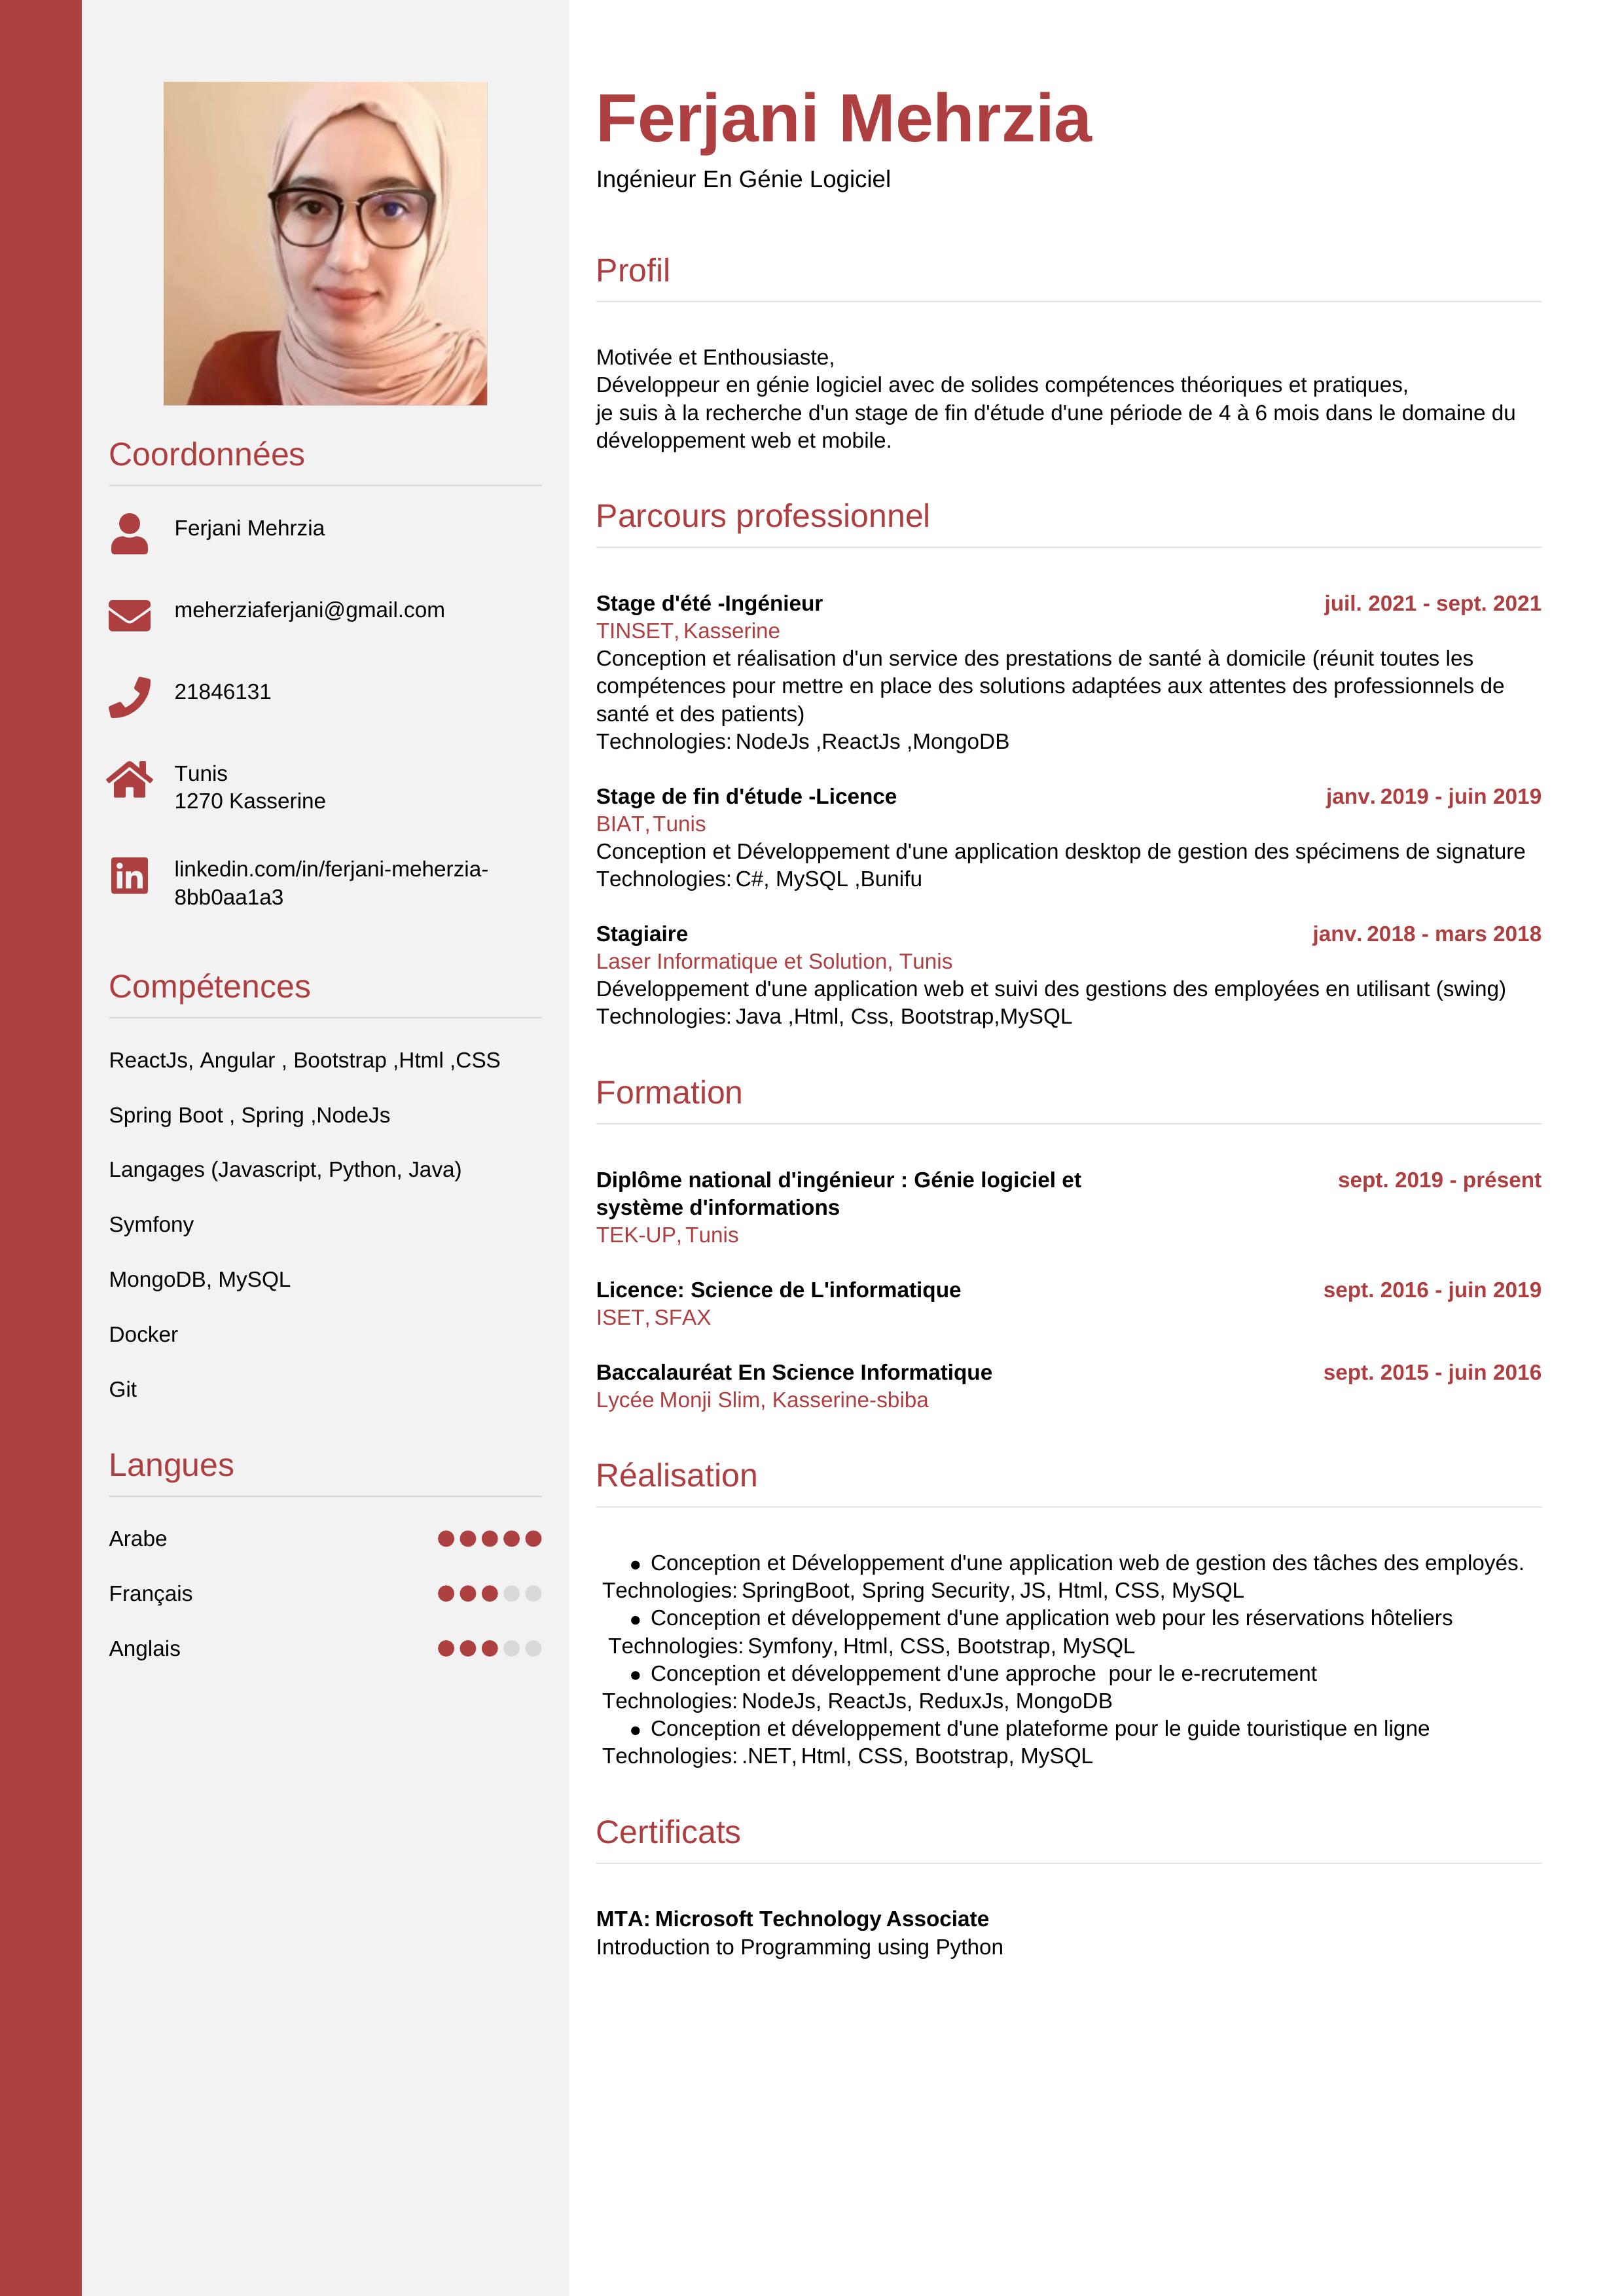 Ferjani Mehrzia
Ingénieur En Génie Logiciel
Coordonnées
Ferjani Mehrzia
meherziaferjani@gmail.com
21846131
Tunis
1270 Kasserine
linkedin.com/in/ferjani-meherzia-
8bb0aa1a3
Compétences
ReactJs, Angular , Bootstrap ,Html ,CSS
Spring Boot , Spring ,NodeJs
Langages (Javascript, Python, Java)
Symfony
MongoDB, MySQL
Docker
Git
Langues
Arabe
Français
Anglais
Profil
Motivée et Enthousiaste,
Développeur en génie logiciel avec de solides compétences théoriques et pratiques,
je suis à la recherche d'un stage de fin d'étude d'une période de 4 à 6 mois dans le domaine du
développement web et mobile.
Parcours professionnel
Stage d'été -Ingénieur juil. 2021 - sept. 2021
TINSET, Kasserine
Conception et réalisation d'un service des prestations de santé à domicile (réunit toutes les
compétences pour mettre en place des solutions adaptées aux attentes des professionnels de
santé et des patients)
Technologies: NodeJs ,ReactJs ,MongoDB
Stage de fin d'étude -Licence janv. 2019 - juin 2019
BIAT,Tunis
Conception et Développement d'une application desktop de gestion des spécimens de signature
Technologies: C#, MySQL ,Bunifu
Stagiaire janv. 2018 - mars 2018
Laser Informatique et Solution, Tunis
Développement d'une application web et suivi des gestions des employées en utilisant (swing)
Technologies: Java ,Html, Css, Bootstrap,MySQL
Formation
Diplôme national d'ingénieur : Génie logiciel et sept. 2019 - présent
système d'informations
TEK-UP, Tunis
Licence: Science de L'informatique sept. 2016 - juin 2019
ISET, SFAX
Baccalauréat En Science Informatique sept. 2015 - juin 2016
Lycée Monji Slim, Kasserine-sbiba
Réalisation
● Conception et Développement d'une application web de gestion des tâches des employés.
Technologies: SpringBoot, Spring Security, JS, Html, CSS, MySQL
● Conception et développement d'une application web pour les réservations hôteliers
Technologies: Symfony, Html, CSS, Bootstrap, MySQL
● Conception et développement d'une approche  pour le e-recrutement
Technologies: NodeJs, ReactJs, ReduxJs, MongoDB
● Conception et développement d'une plateforme pour le guide touristique en ligne
Technologies: .NET, Html, CSS, Bootstrap, MySQL
Certificats
MTA: Microsoft Technology Associate
Introduction to Programming using Python